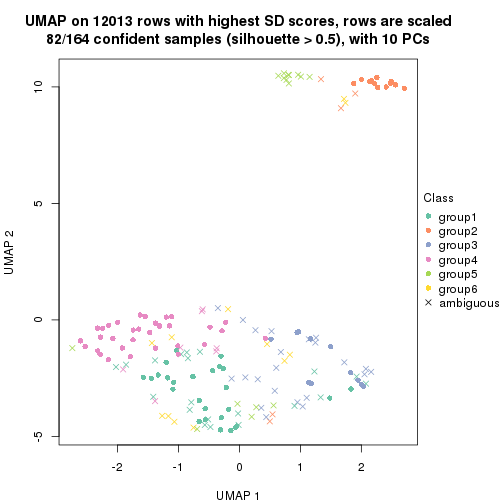 UMAP on 12013 rows with highest SD scores, rows are scaled
82/164 confident samples (silhouette > 0.5), with 10 PCs
10
5
0
-5
UMAP 2
-2
-1
0
1
2
UMAP 1
Class
group1
group2
group3
group4
group5
group6
ambiguous